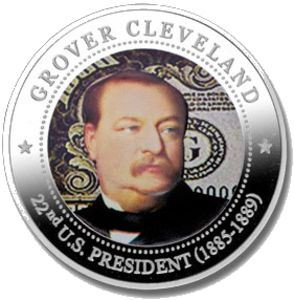 GROVER CLEVELAND
22nd U.S. PRESIDENT (1885-1889)